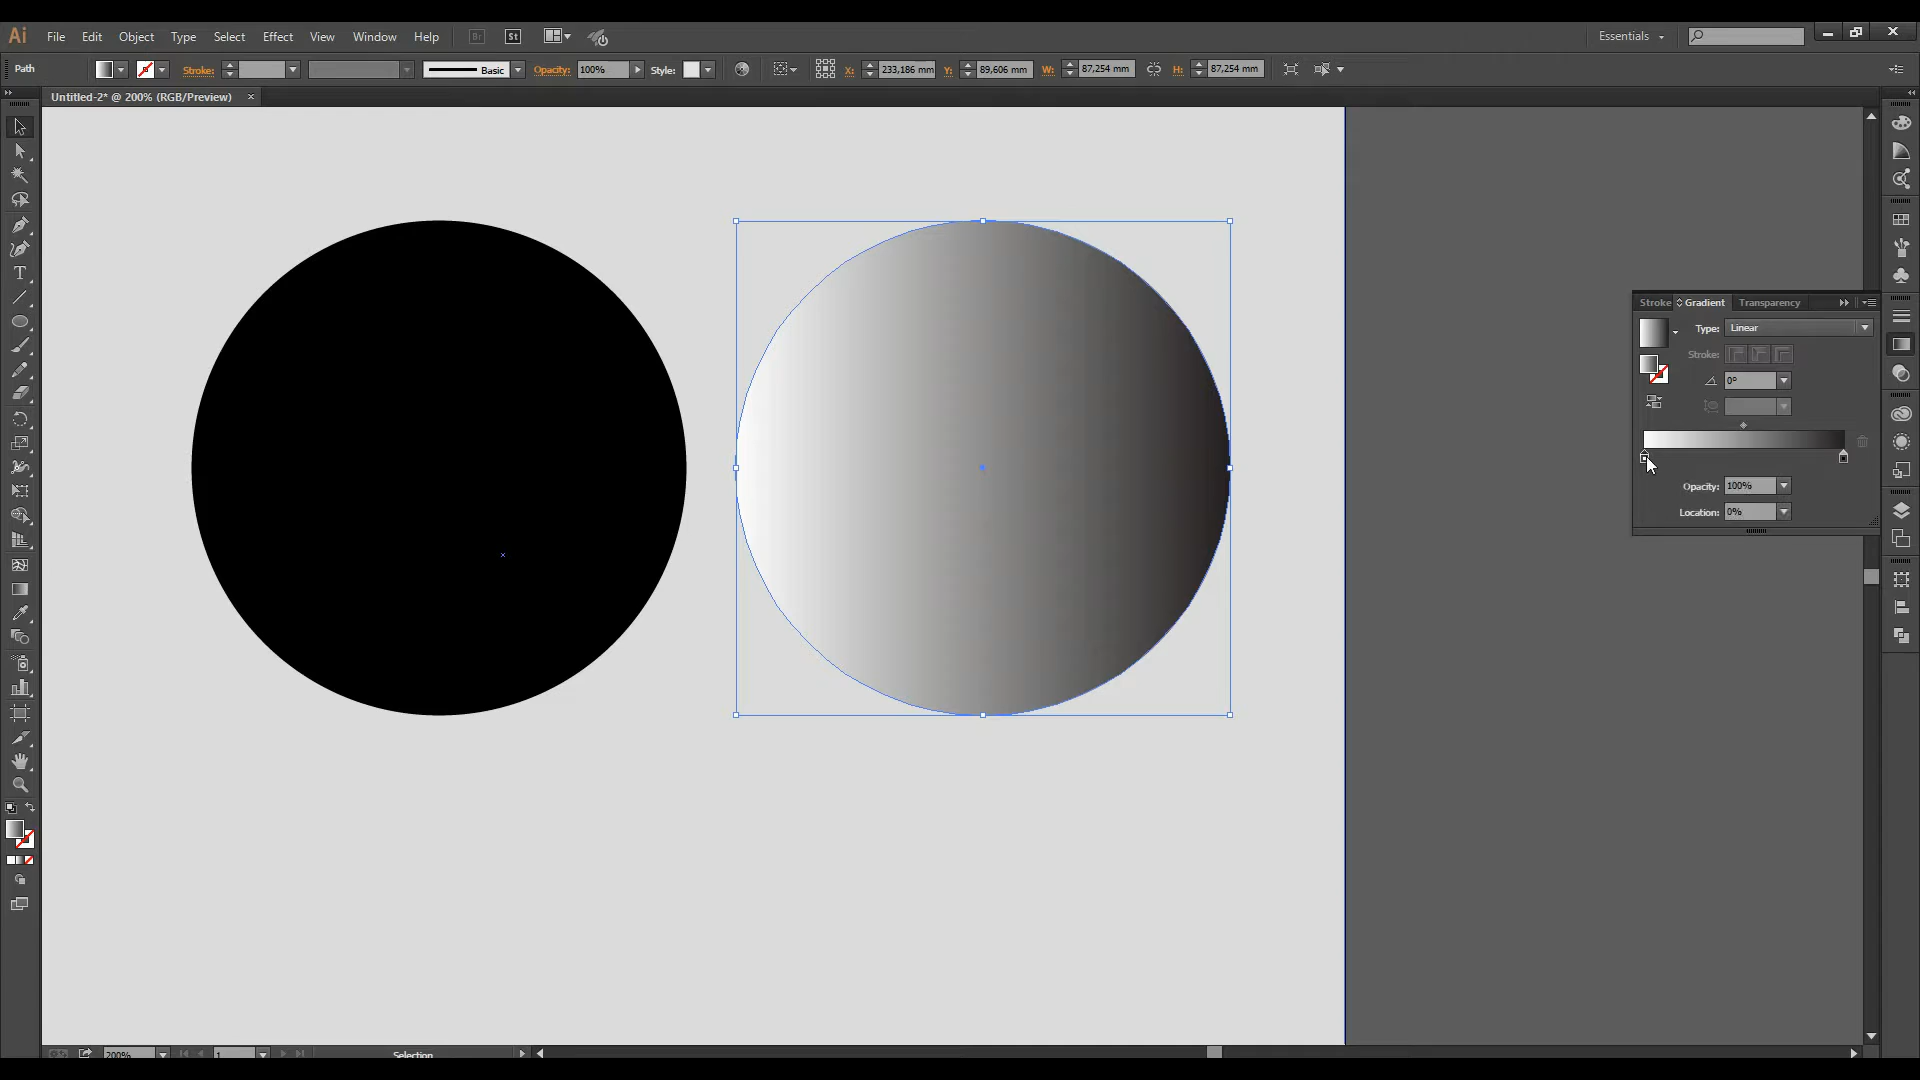 Ai File Edit Object Type Select Effect View Window Help Br St Essentials
Path Stroke: Basic Opacity: 100% Style: X: 233,186 mm Y: 89,606 mm W: 87,254 mm H: 87,254 mm
Untitled-2* @ 200% (RGB/Preview) ×
Stroke Gradient Transparency
Type: Linear
Stroke:
0°
Opacity: 100%
Location: 0%
200% 1 Selection